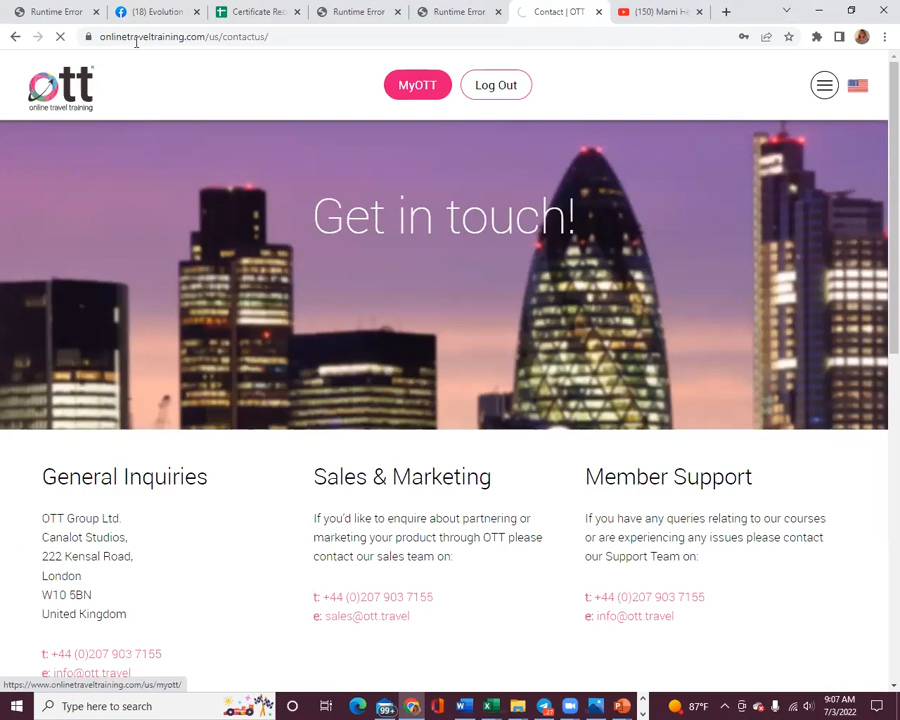 Runtime Error
(18) Evolution
Certificate Rec
Runtime Error
Runtime Error
Contact | OTT
(150) Marni He
onlinetraveltraining.com/us/contactus/
ott
online travel training
MyOTT
Log Out
Get in touch!
General Inquiries
OTT Group Ltd.
Canalot Studios,
222 Kensal Road,
London
W10 5BN
United Kingdom
t: +44 (0)207 903 7155
e: info@ott.travel
Sales & Marketing
If you'd like to enquire about partnering or
marketing your product through OTT please
contact our sales team on:
t: +44 (0)207 903 7155
e: sales@ott.travel
Member Support
If you have any queries relating to our courses
or are experiencing any issues please contact
our Support Team on:
t: +44 (0)207 903 7155
e: info@ott.travel
https://www.onlinetraveltraining.com/us/myott/
Type here to search
99+
27
87°F
9:07 AM
7/3/2022